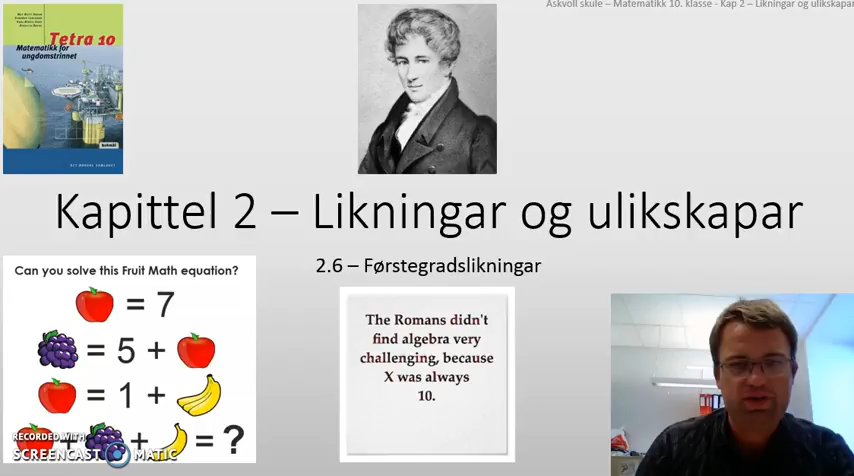 Askvoll skule – Matematikk 10. klasse - Kap 2 – Likningar og ulikskapar
Tetra 10
Matematikk for
ungdomstrinnet
Kapittel 2 – Likningar og ulikskapar
2.6 – Førstegradslikningar
Can you solve this Fruit Math equation?
= 7
= 5 +
= 1 +
+ + = ?
The Romans didn't
find algebra very
challenging, because
X was always
10.
RECORDED WITH
SCREENCAST MATIC